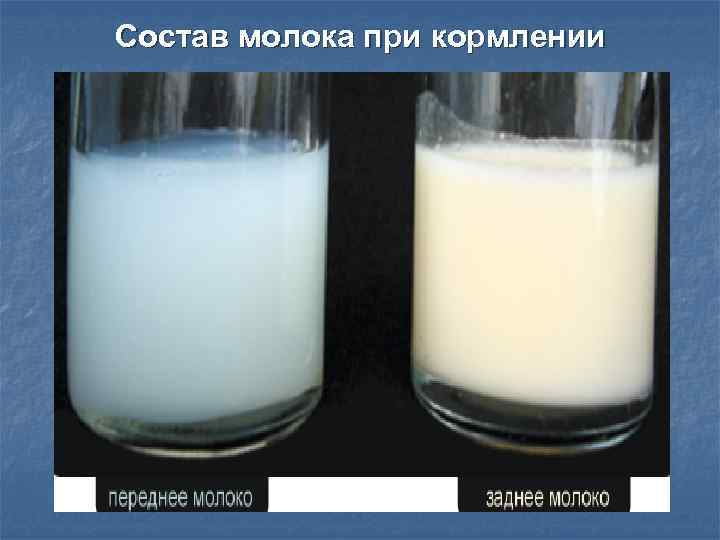 Состав молока при кормлении
переднее молоко
заднее молоко